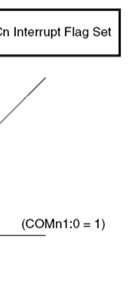 Cn Interrupt Flag Set
(COMn1:0 = 1)